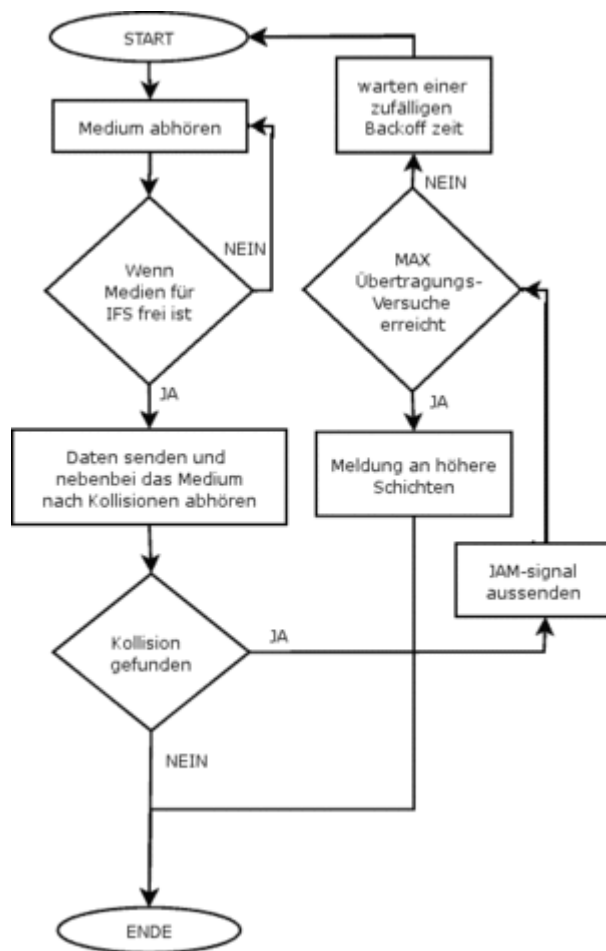 START
Medium abhören
NEIN
Wenn
Medien für
IFS frei ist
JA
Daten senden und
nebenbei das Medium
nach Kollisionen abhören
Kollision
gefunden
JA
NEIN
ENDE
warten einer
zufälligen
Backoff zeit
NEIN
MAX
Übertragungs-
Versuche
erreicht
JA
Meldung an höhere
Schichten
JAM-signal
aussenden